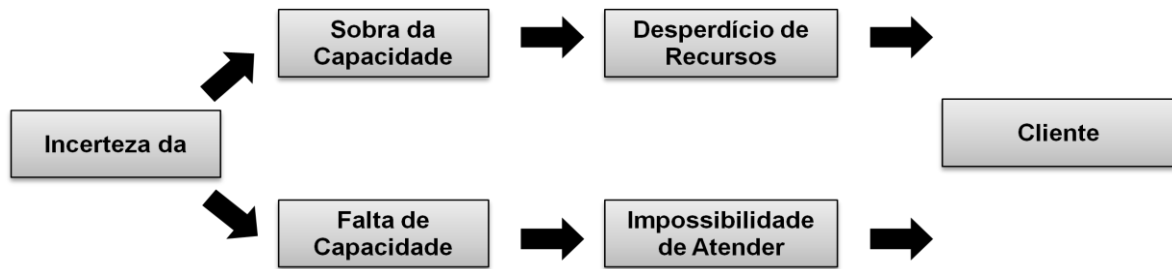 Sobra da
Capacidade
Desperdício de
Recursos
Incerteza da
Cliente
Falta de
Capacidade
Impossibilidade
de Atender